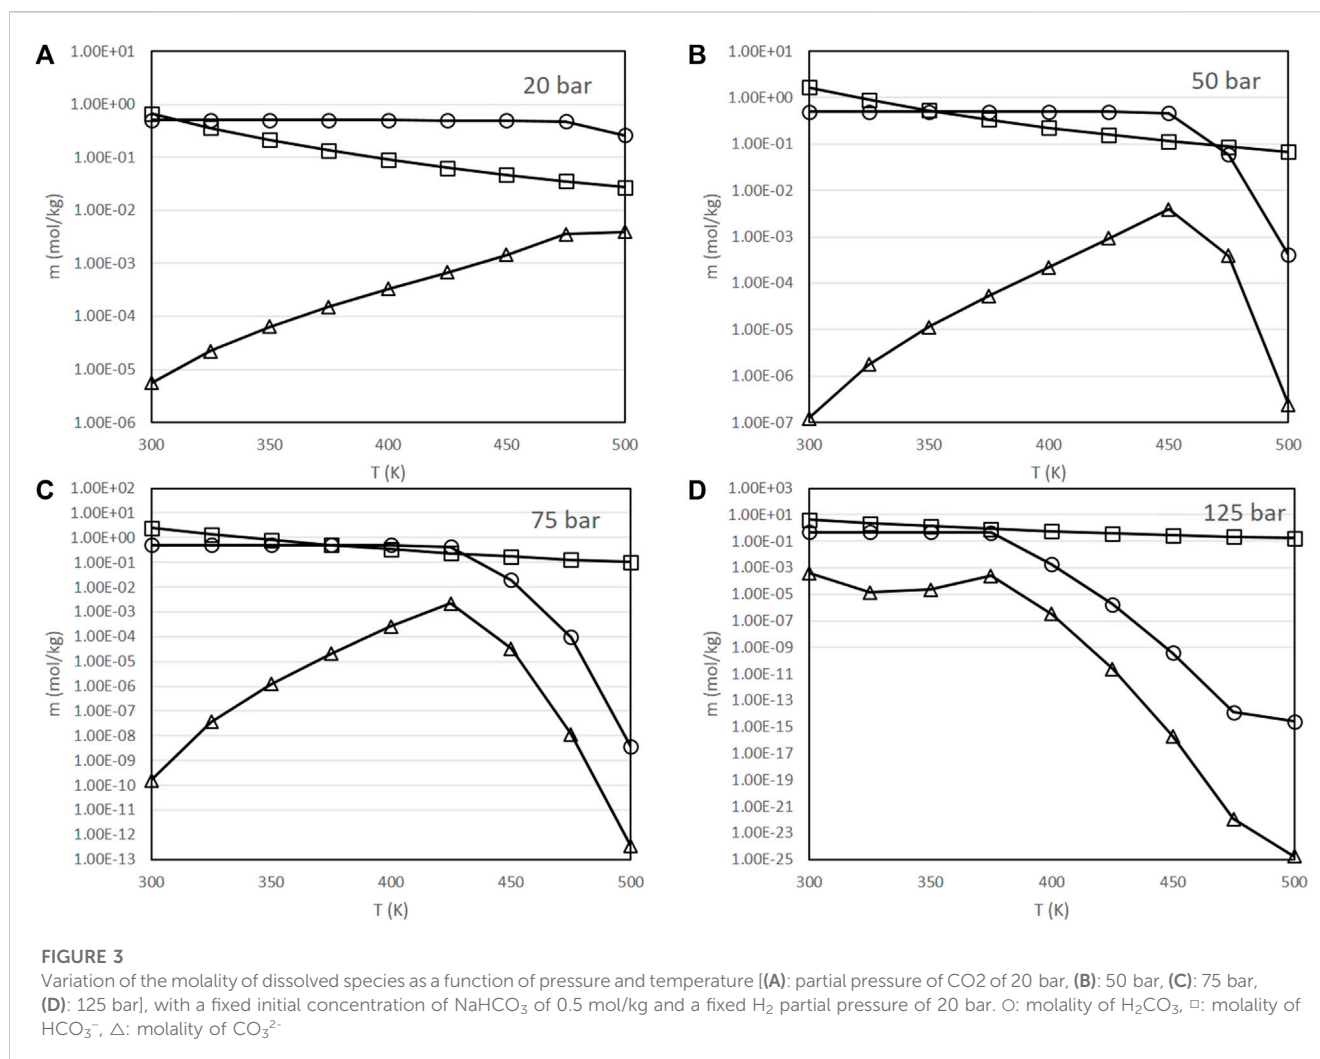 A
20 bar
1.00E+01
1.00E+00
1.00E-01
1.00E-02
1.00E-03
1.00E-04
1.00E-05
1.00E-06
m (mol/kg)
300 350 400 450 500
T (K)
B
50 bar
1.00E+01
1.00E+00
1.00E-01
1.00E-02
1.00E-03
1.00E-04
1.00E-05
1.00E-06
1.00E-07
m (mol/kg)
300 350 400 450 500
T (K)
C
75 bar
1.00E+02
1.00E+01
1.00E+00
1.00E-01
1.00E-02
1.00E-03
1.00E-04
1.00E-05
1.00E-06
1.00E-07
1.00E-08
1.00E-09
1.00E-10
1.00E-11
1.00E-12
1.00E-13
m (mol/kg)
300 350 400 450 500
T (K)
D
125 bar
1.00E+03
1.00E+01
1.00E-01
1.00E-03
1.00E-05
1.00E-07
1.00E-09
1.00E-11
1.00E-13
1.00E-15
1.00E-17
1.00E-19
1.00E-21
1.00E-23
1.00E-25
m (mol/kg)
300 350 400 450 500
T (K)
FIGURE 3
Variation of the molality of dissolved species as a function of pressure and temperature [(A): partial pressure of CO2 of 20 bar, (B): 50 bar, (C): 75 bar,
(D): 125 bar], with a fixed initial concentration of NaHCO₃ of 0.5 mol/kg and a fixed H₂ partial pressure of 20 bar. ○: molality of H₂CO₃, □: molality of
HCO₃⁻, △: molality of CO₃²⁻